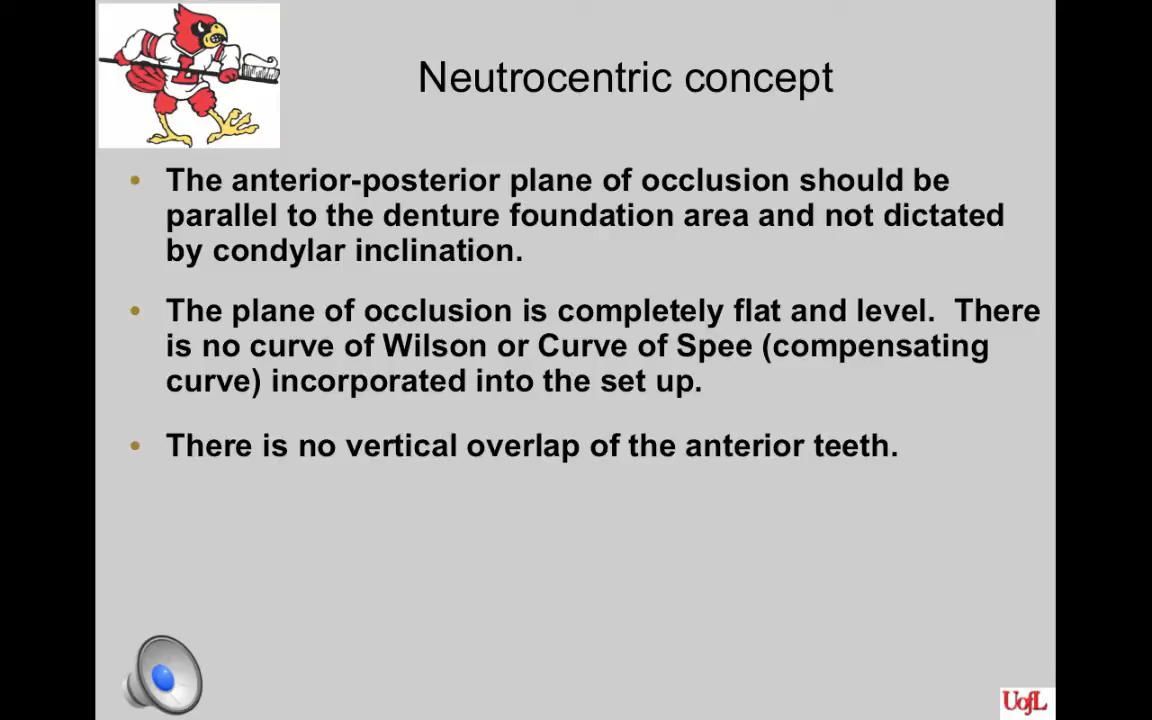 Neutrocentric concept
• The anterior-posterior plane of occlusion should be
parallel to the denture foundation area and not dictated
by condylar inclination.
• The plane of occlusion is completely flat and level.  There
is no curve of Wilson or Curve of Spee (compensating
curve) incorporated into the set up.
• There is no vertical overlap of the anterior teeth.
UofL